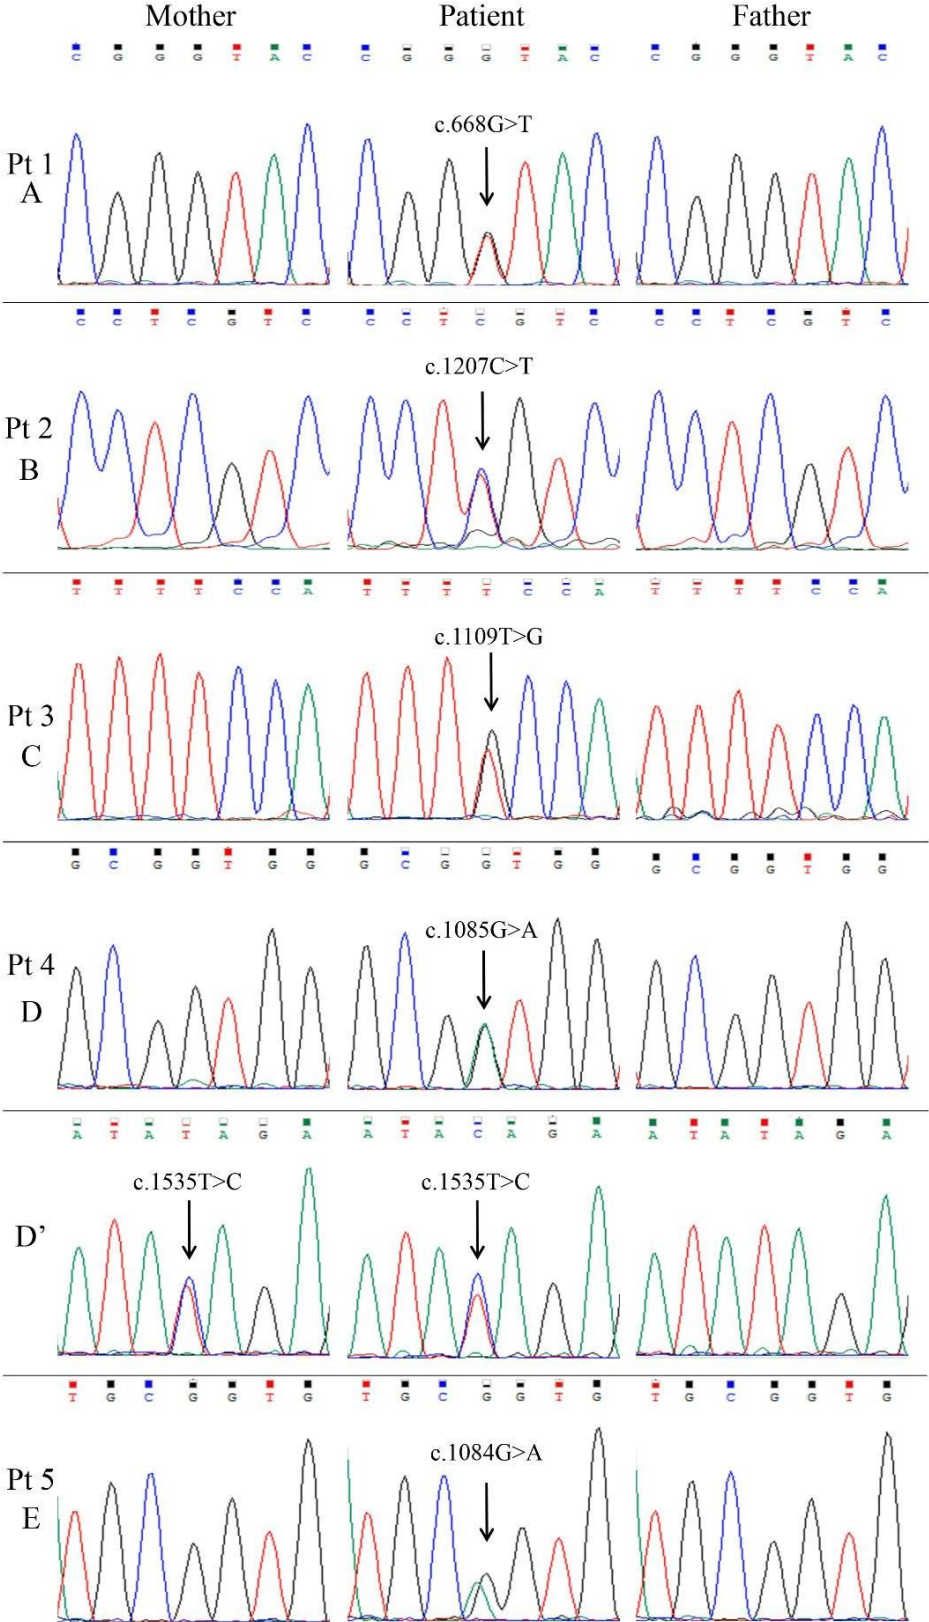 Mother Patient Father
C G G G T A C C G G G T A C C G G G T A C
c.668G>T
Pt 1
A
C C T C G T C C C T C G T C C C T C G T C
c.1207C>T
Pt 2
B
T T T T C C A T T T T C C A T T T T C C A
c.1109T>G
Pt 3
C
G C G G T G G G C G G T G G G C G G T G G
c.1085G>A
Pt 4
D
A T A T A G A A T A C A G A A T A T A G A
c.1535T>C c.1535T>C
D’
T G C G G T G T G C G G T G T G C G G T G
c.1084G>A
Pt 5
E